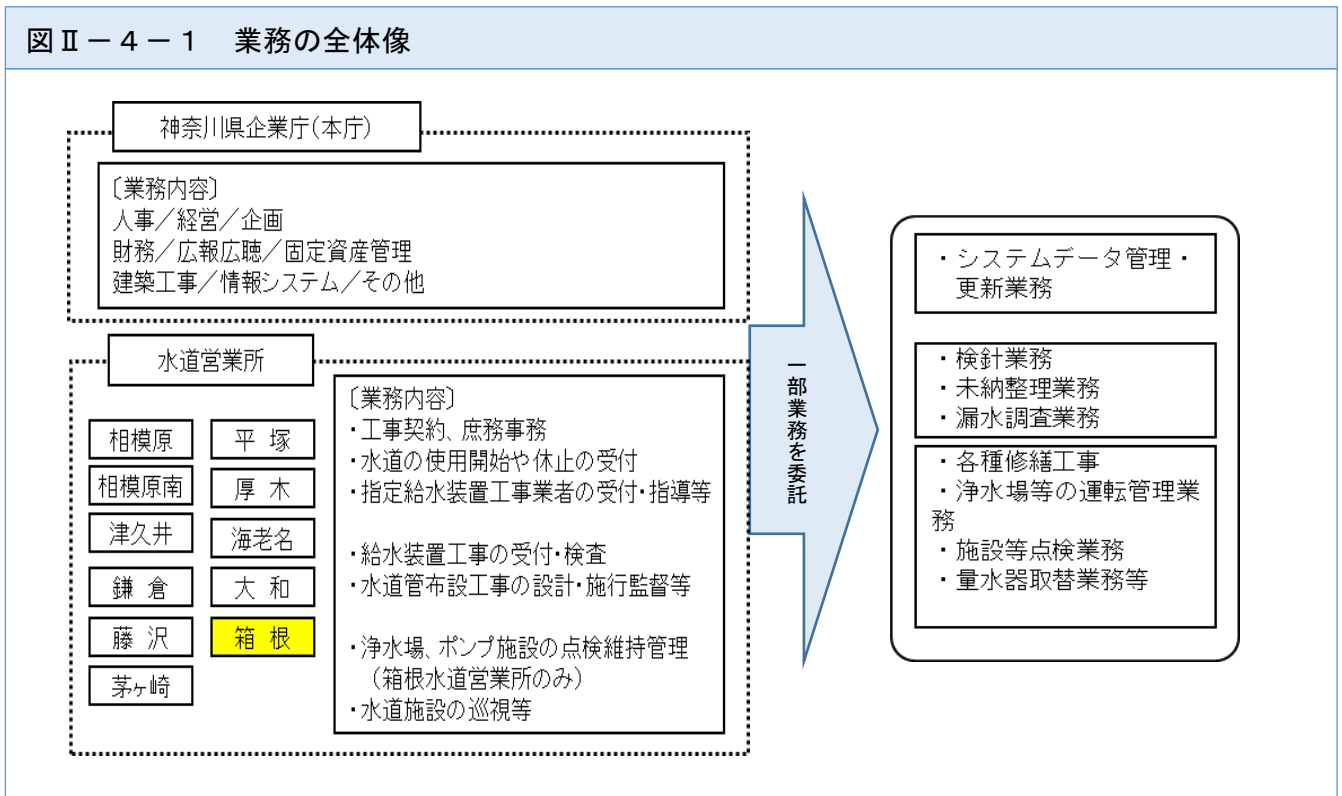 図Ⅱ－４－１　業務の全体像
神奈川県企業庁(本庁)
〔業務内容〕
人事／経営／企画
財務／広報広聴／固定資産管理
建築工事／情報システム／その他
水道営業所
相模原
相模原南
津久井
鎌 倉
藤 沢
茅ヶ崎
平 塚
厚 木
海老名
大 和
箱 根
〔業務内容〕
・工事契約、庶務事務
・水道の使用開始や休止の受付
・指定給水装置工事業者の受付・指導等
・給水装置工事の受付・検査
・水道管布設工事の設計・施行監督等
・浄水場、ポンプ施設の点検維持管理
（箱根水道営業所のみ）
・水道施設の巡視等
一部業務を委託
・システムデータ管理・
更新業務
・検針業務
・未納整理業務
・漏水調査業務
・各種修繕工事
・浄水場等の運転管理業
務
・施設等点検業務
・量水器取替業務等